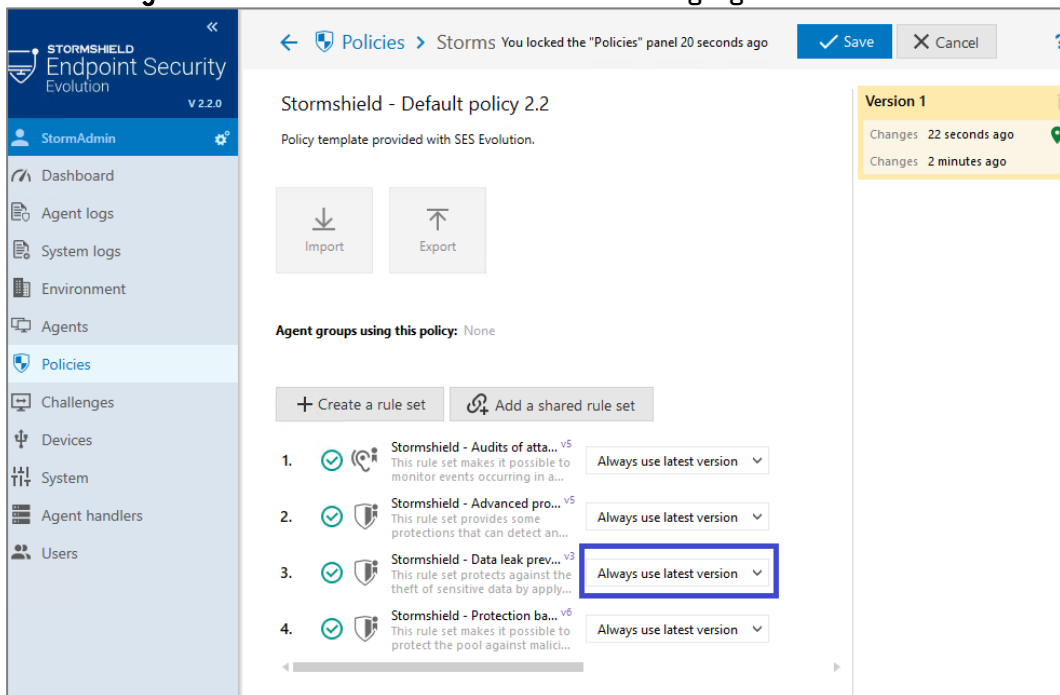 «
STORMSHIELD
Endpoint Security
Evolution
V 2.2.0
StormAdmin
Dashboard
Agent logs
System logs
Environment
Agents
Policies
Challenges
Devices
System
Agent handlers
Users
Policies > Storms You locked the "Policies" panel 20 seconds ago
Save
Cancel
?
Stormshield - Default policy 2.2
Policy template provided with SES Evolution.
Import
Export
Agent groups using this policy: None
+ Create a rule set
Add a shared rule set
1.
Stormshield - Audits of atta... v5
This rule set makes it possible to
monitor events occurring in a...
Always use latest version
2.
Stormshield - Advanced pro... v5
This rule set provides some
protections that can detect an...
Always use latest version
3.
Stormshield - Data leak prev... v3
This rule set protects against the
theft of sensitive data by apply...
Always use latest version
4.
Stormshield - Protection ba... v6
This rule set makes it possible to
protect the pool against malici...
Always use latest version
Version 1
Changes 22 seconds ago
Changes 2 minutes ago